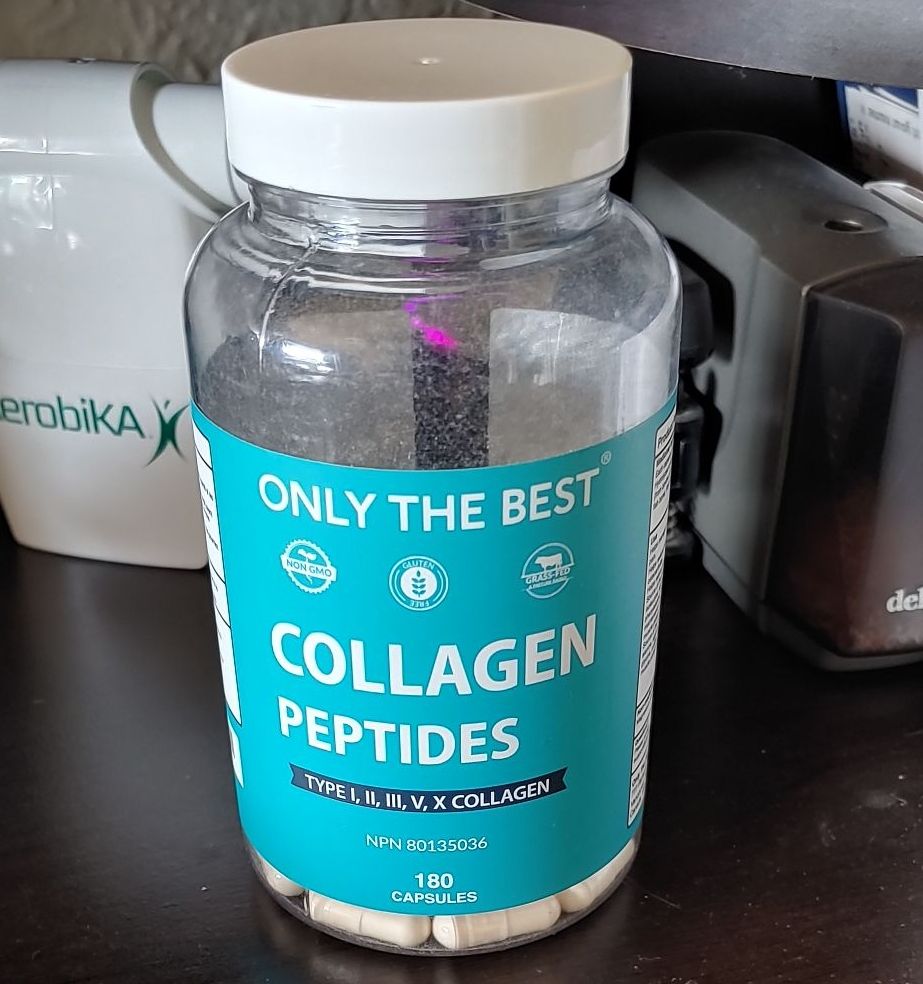 ONLY THE BEST®
NON GMO
GLUTEN
FREE
GRASS-FED
COLLAGEN
PEPTIDES
TYPE I, II, III, V, X COLLAGEN
NPN 80135036
180
CAPSULES
erobiKA
del